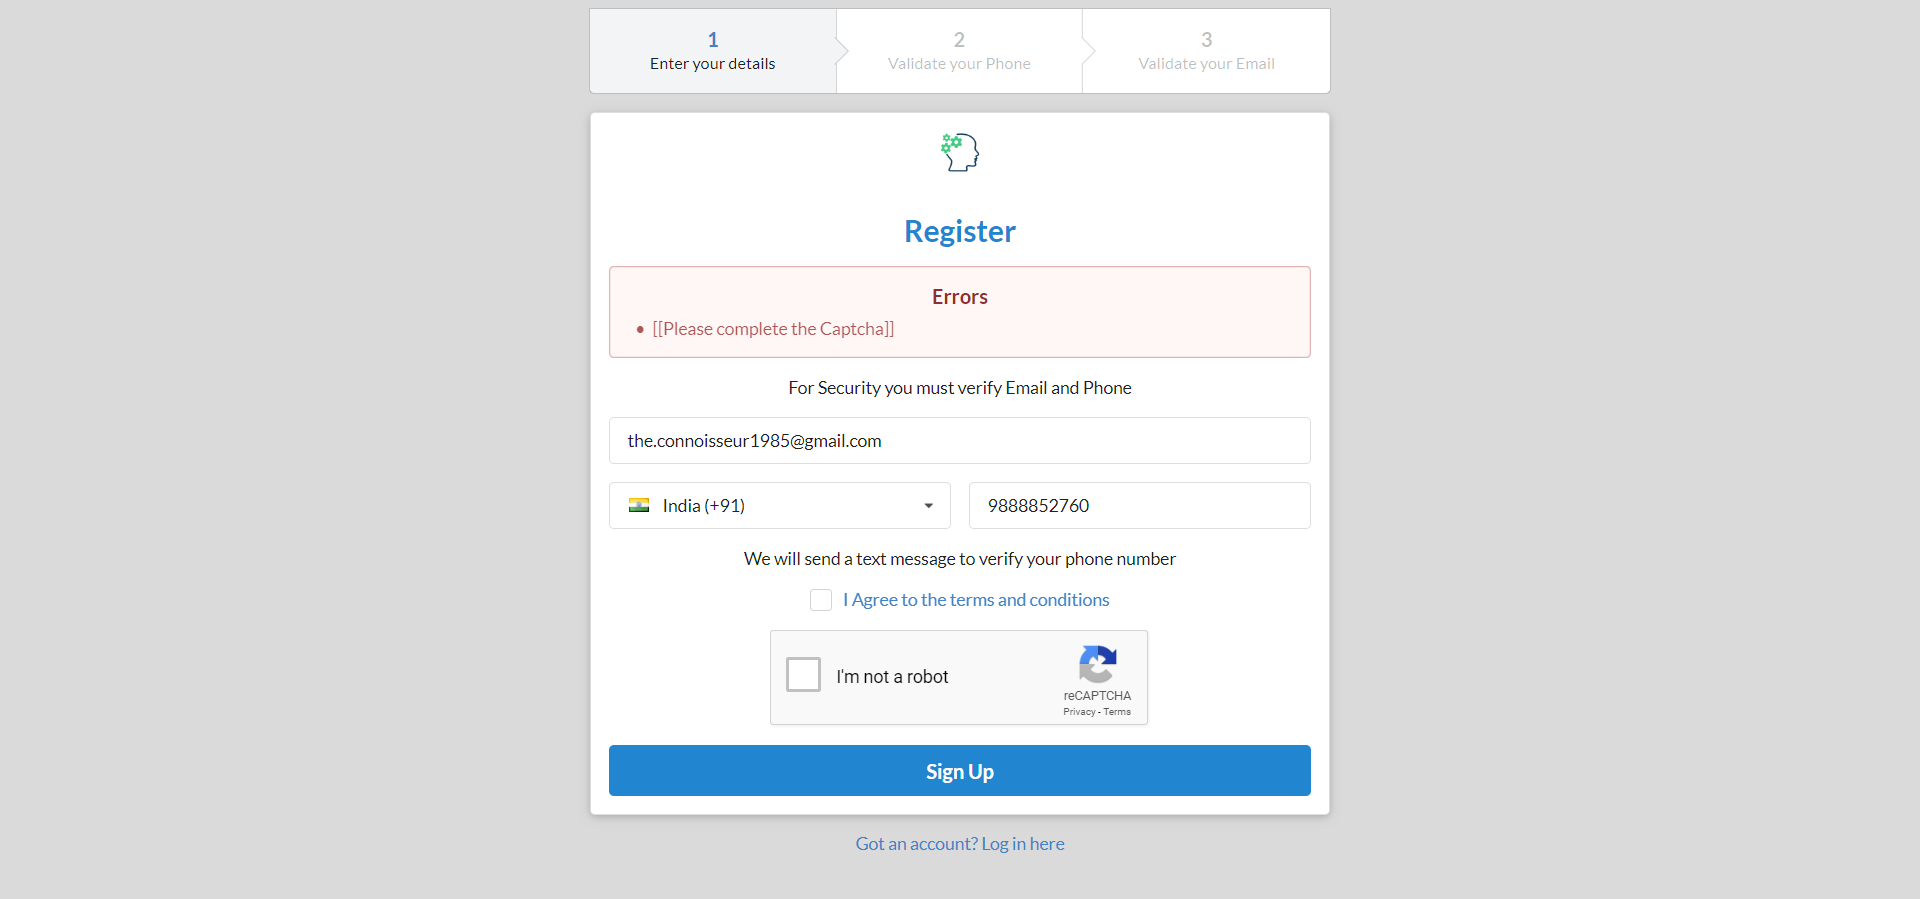 1
Enter your details
2
Validate your Phone
3
Validate your Email
Register
Errors
• [[Please complete the Captcha]]
For Security you must verify Email and Phone
the.connoisseur1985@gmail.com
India (+91)
9888852760
We will send a text message to verify your phone number
I Agree to the terms and conditions
I'm not a robot
reCAPTCHA
Privacy - Terms
Sign Up
Got an account? Log in here